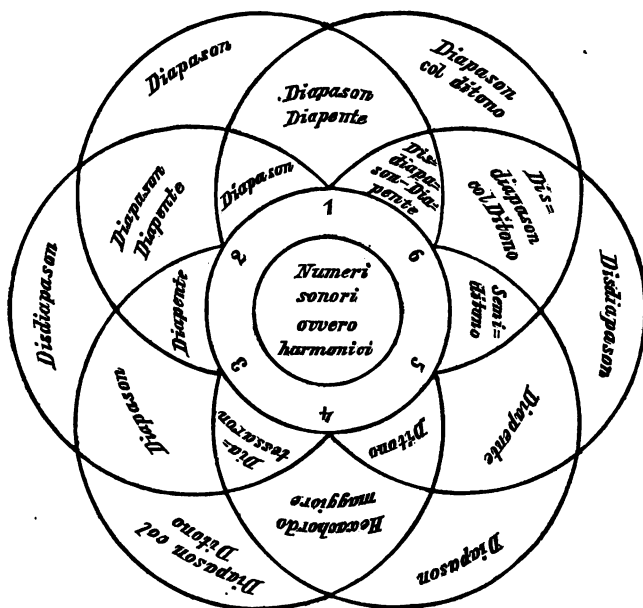 Diapason
Diapason
col ditono
Diapason
Diapente
Diapason
Diapente
Diapason
Dis=
diapa=
son-Dia=
pente
Dis=
diapason
col Ditono
1
2
6
Numeri
sonori
ovvero
harmonici
Disdiapason
Diapente
Semi=
ditono
Disdiapason
3
5
4
Diapason
Dia=
tessaron
Ditono
Diapente
Hexachordo
maggiore
Diapason col
Ditono
Diapason